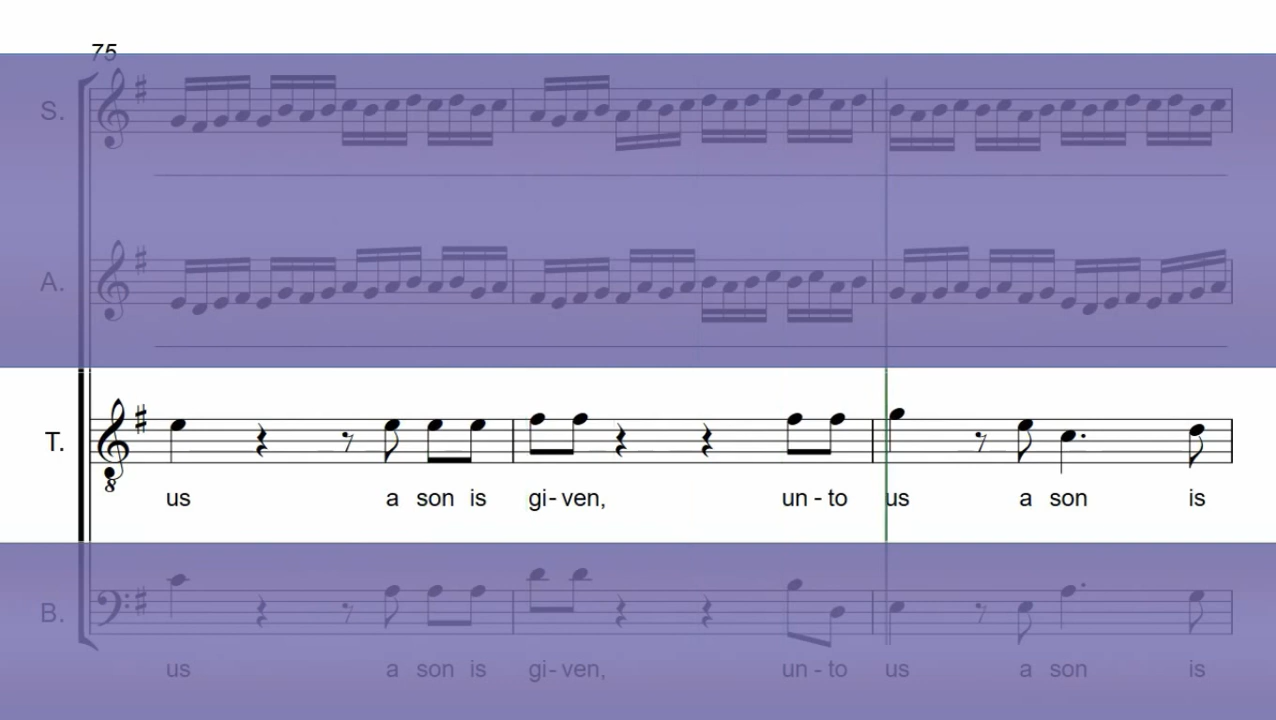 75
S.
A.
T.
8
us a son is gi- ven, un - to us a son is
B.
us a son is gi- ven, un - to us a son is